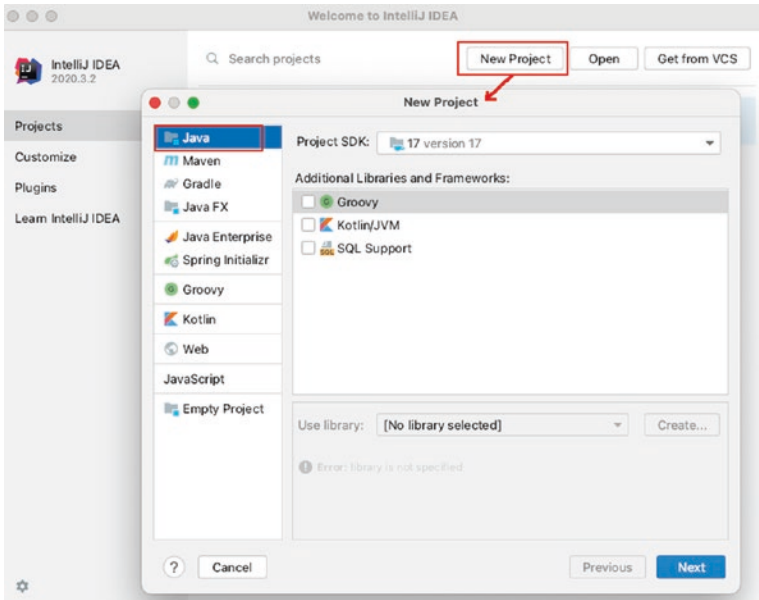 Welcome to IntelliJ IDEA
IntelliJ IDEA
2020.3.2
Search projects
New Project
Open
Get from VCS
Projects
Customize
Plugins
Learn IntelliJ IDEA
New Project
Java
Maven
Gradle
Java FX
Java Enterprise
Spring Initializr
Groovy
Kotlin
Web
JavaScript
Empty Project
Project SDK:
17 version 17
Additional Libraries and Frameworks:
Groovy
Kotlin/JVM
SQL Support
Use library:
[No library selected]
Create...
Error: library is not specified
?
Cancel
Previous
Next